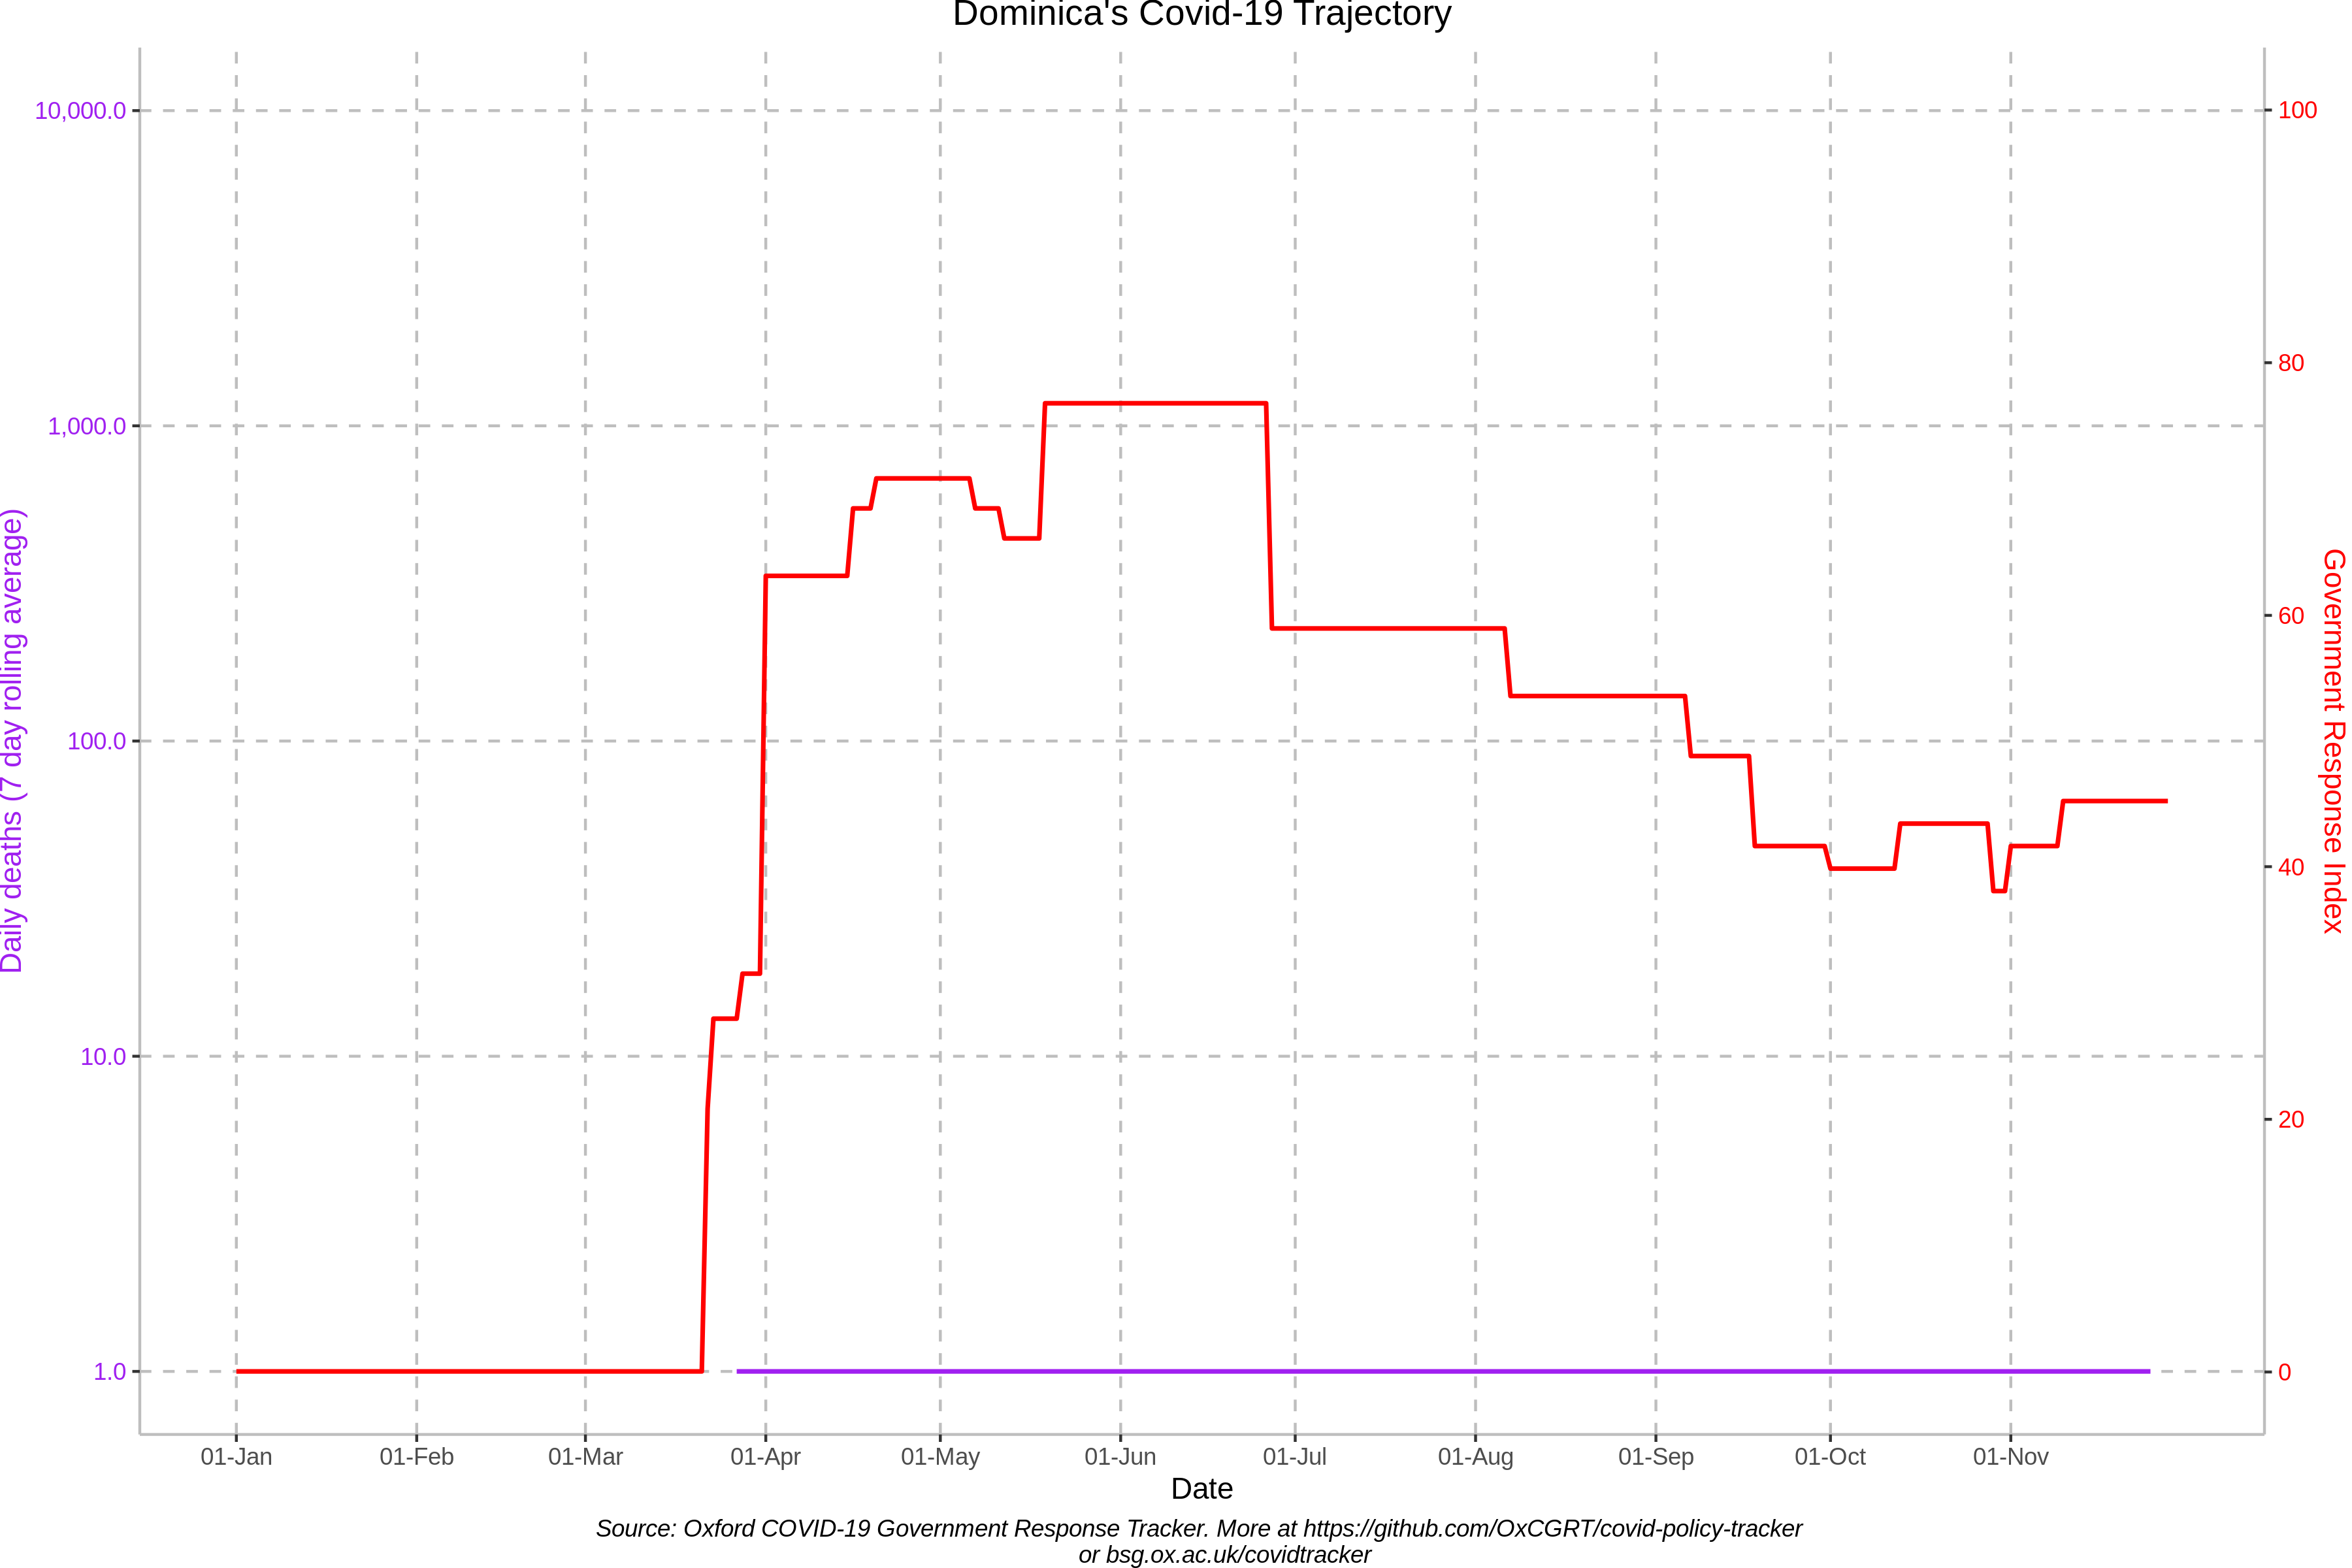 Dominica's Covid-19 Trajectory
10,000.0
1,000.0
100.0
10.0
1.0
Daily deaths (7 day rolling average)
100
80
60
40
20
0
Government Response Index
01-Jan 01-Feb 01-Mar 01-Apr 01-May 01-Jun 01-Jul 01-Aug 01-Sep 01-Oct 01-Nov
Date
Source: Oxford COVID-19 Government Response Tracker. More at https://github.com/OxCGRT/covid-policy-tracker
or bsg.ox.ac.uk/covidtracker